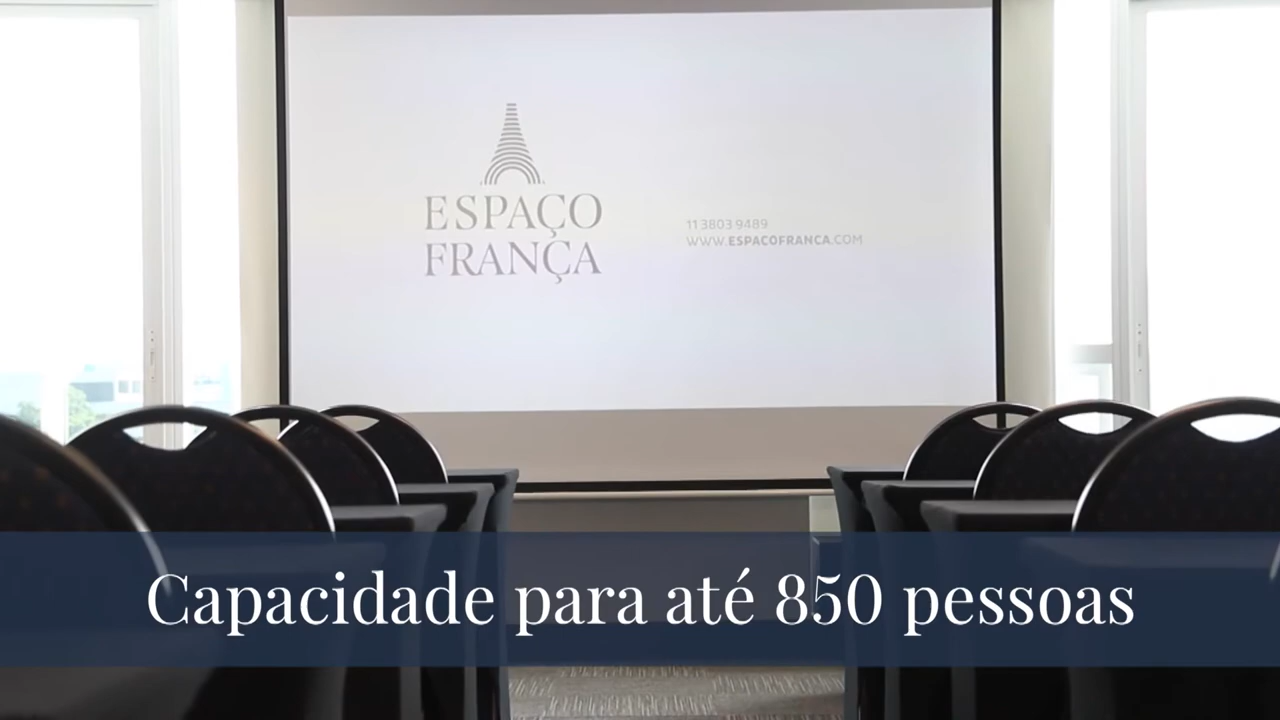 ESPAÇO
FRANÇA
11 3803 9489
WWW.ESPACOFRANCA.COM
Capacidade para até 850 pessoas